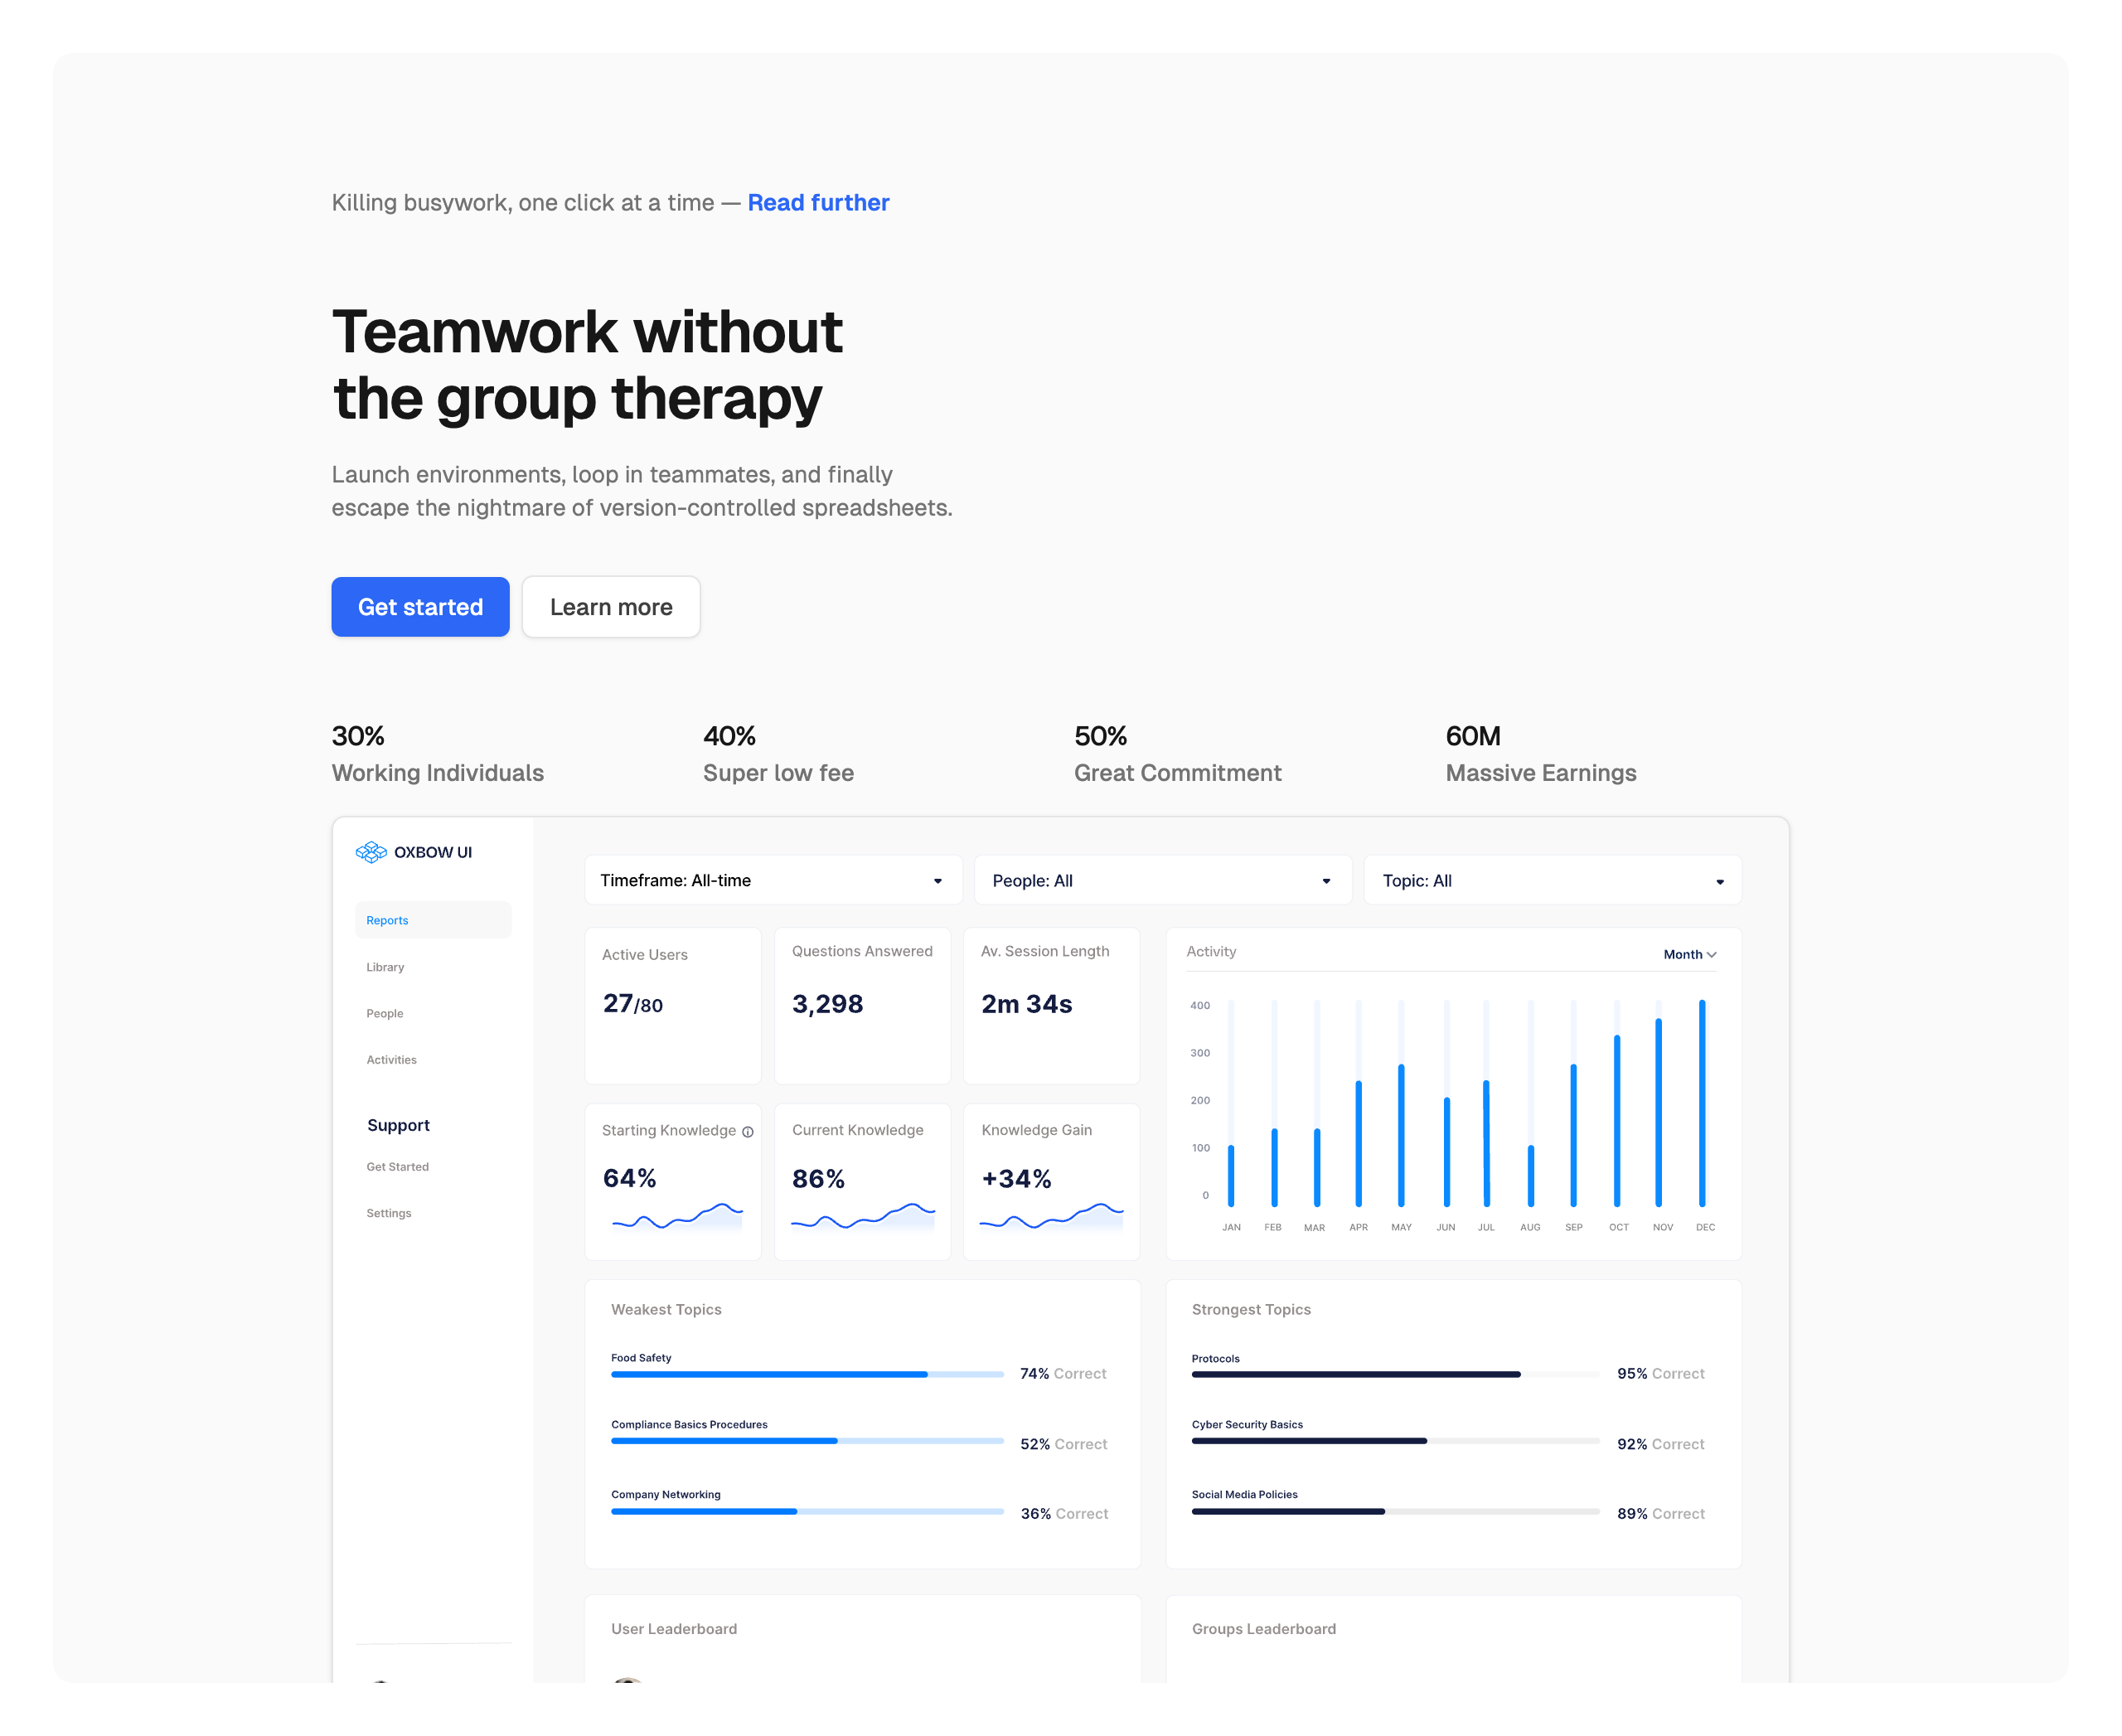 Killing busywork, one click at a time — Read further
Teamwork without
the group therapy
Launch environments, loop in teammates, and finally
escape the nightmare of version-controlled spreadsheets.
Get started
Learn more
30%
Working Individuals
40%
Super low fee
50%
Great Commitment
60M
Massive Earnings
OXBOW UI
Reports
Library
People
Activities
Support
Get Started
Settings
Timeframe: All-time
People: All
Topic: All
Active Users
27/80
Questions Answered
3,298
Av. Session Length
2m 34s
Starting Knowledge
64%
Current Knowledge
86%
Knowledge Gain
+34%
Activity
Month
400
300
200
100
0
JAN FEB MAR APR MAY JUN JUL AUG SEP OCT NOV DEC
Weakest Topics
Food Safety
74% Correct
Compliance Basics Procedures
52% Correct
Company Networking
36% Correct
Strongest Topics
Protocols
95% Correct
Cyber Security Basics
92% Correct
Social Media Policies
89% Correct
User Leaderboard
Groups Leaderboard